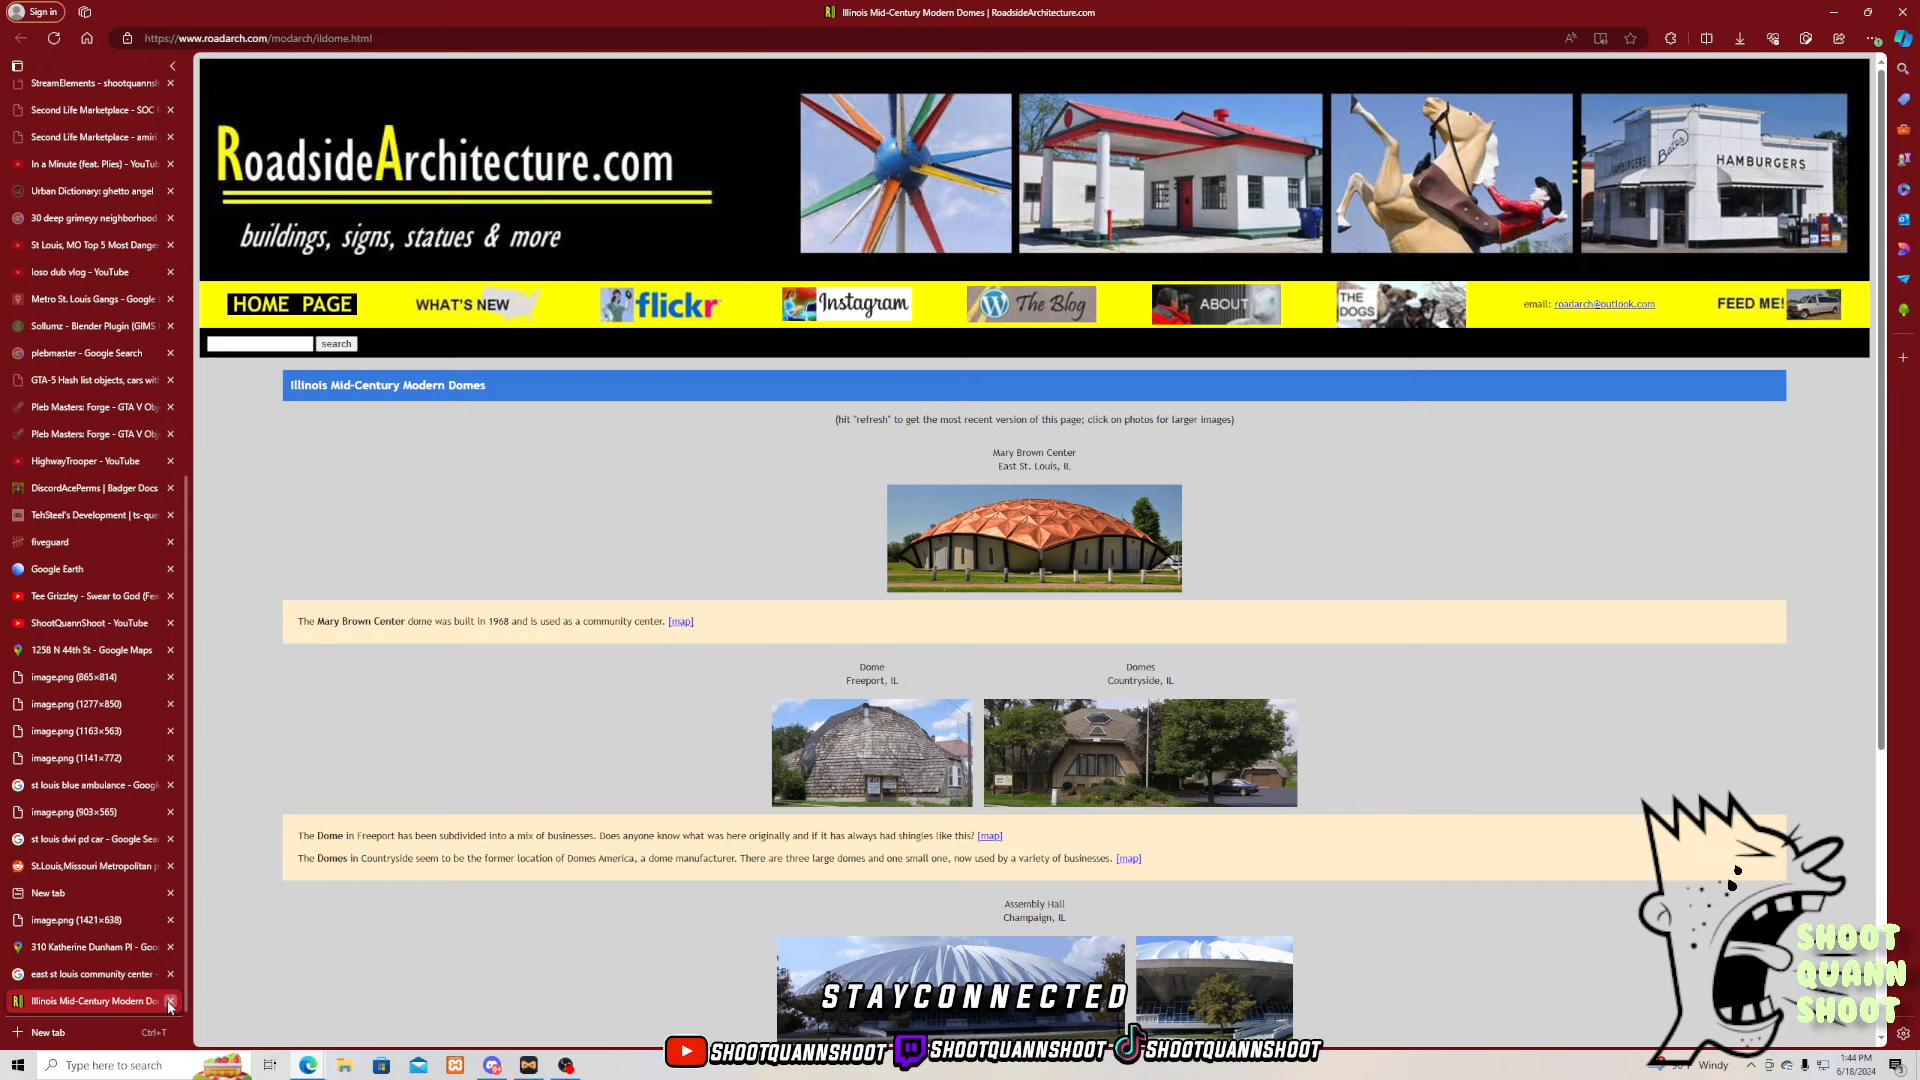 Sign in
Illinois Mid-Century Modern Domes | RoadsideArchitecture.com
https://www.roadarch.com/modarch/ildome.html
StreamElements - shootquannsh
Second Life Marketplace - SOC F
Second Life Marketplace - amiri
In a Minute (feat. Plies) - YouTub
Urban Dictionary: ghetto angel
30 deep grimeyy neighborhood
St Louis, MO Top 5 Most Danger
loso dub vlog - YouTube
Metro St. Louis Gangs - Google
Sollumz - Blender Plugin (GIMS
plebmaster - Google Search
GTA-5 Hash list objects, cars with
Pleb Masters: Forge - GTA V Obj
Pleb Masters: Forge - GTA V Obj
HighwayTrooper - YouTube
DiscordAcePerms | Badger Docs
TehSteel's Development | ts-que
fiveguard
Google Earth
Tee Grizzley - Swear to God (Fea
ShootQuannShoot - YouTube
1258 N 44th St - Google Maps
image.png (865×814)
image.png (1277×850)
image.png (1163×563)
image.png (1141×772)
st louis blue ambulance - Googl
image.png (903×565)
st louis dwi pd car - Google Sear
St.Louis,Missouri Metropolitan p
New tab
image.png (1421×638)
310 Katherine Dunham Pl - Goo
east st louis community center -
Illinois Mid-Century Modern Do
New tab Ctrl+T
RoadsideArchitecture.com
buildings, signs, statues & more
HAMBURGERS Bates HAMBURGERS
HOME PAGE WHAT'S NEW flickr Instagram The Blog ABOUT THE DOGS email: roadarch@outlook.com FEED ME!
search
Illinois Mid-Century Modern Domes
(hit "refresh" to get the most recent version of this page; click on photos for larger images)
Mary Brown Center
East St. Louis, IL
The Mary Brown Center dome was built in 1968 and is used as a community center. [map]
Dome
Freeport, IL
Domes
Countryside, IL
The Dome in Freeport has been subdivided into a mix of businesses. Does anyone know what was here originally and if it has always had shingles like this? [map]
The Domes in Countryside seem to be the former location of Domes America, a dome manufacturer. There are three large domes and one small one, now used by a variety of businesses. [map]
Assembly Hall
Champaign, IL
STAYCONNECTED
SHOOTQUANNSHOOT SHOOTQUANNSHOOT SHOOTQUANNSHOOT
SHOOT
QUANN
SHOOT
Type here to search
Windy
1:44 PM
6/18/2024